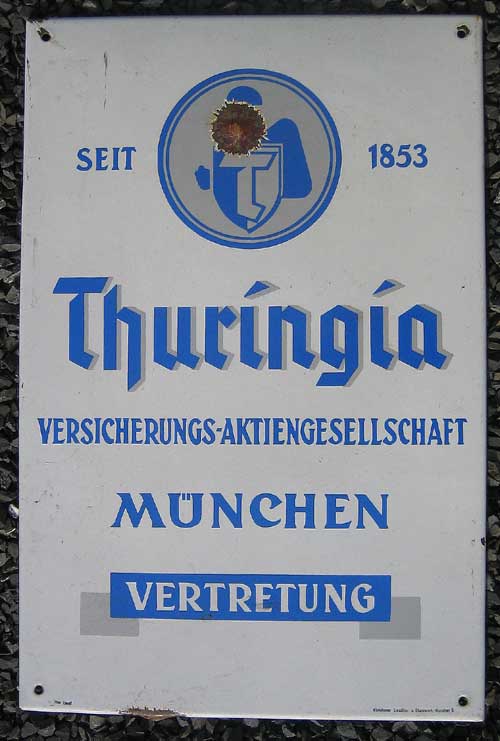 SEIT 1853
T
Thuringia
VERSICHERUNGS-AKTIENGESELLSCHAFT
MÜNCHEN
VERTRETUNG